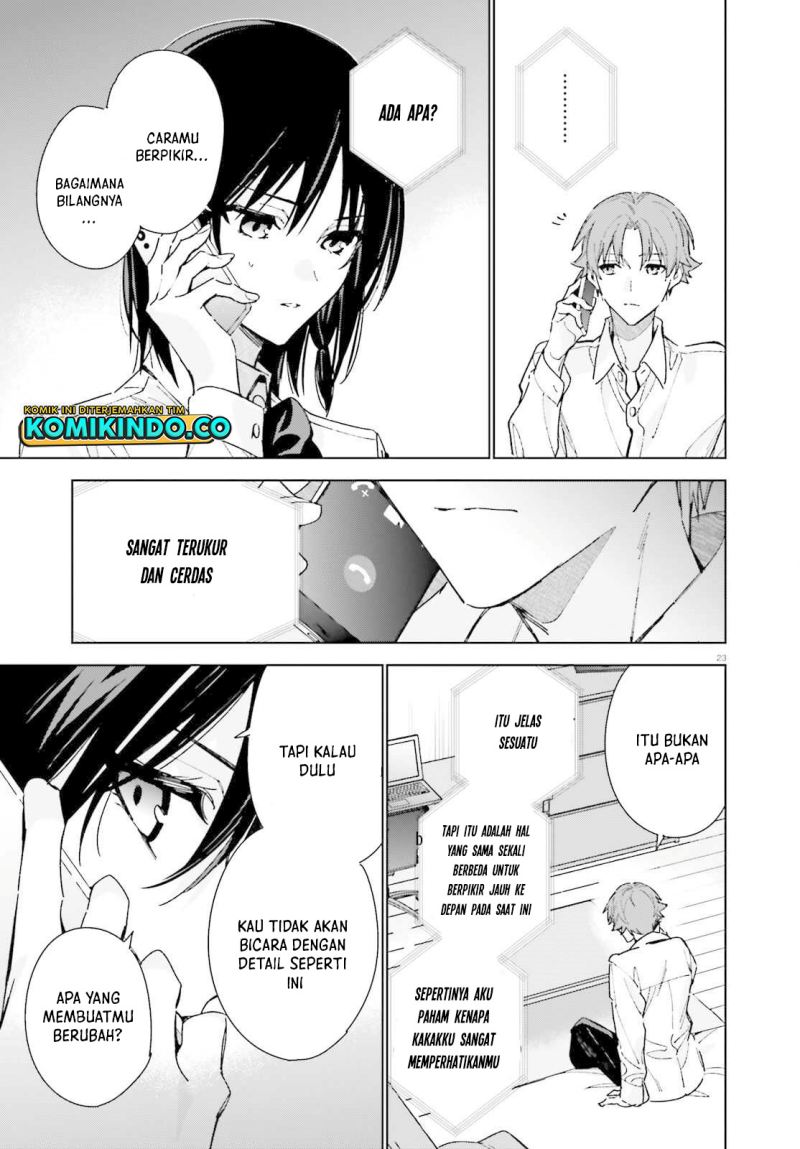 ..........
ADA APA?
CARAMU
BERPIKIR...
BAGAIMANA
BILANGNYA
...
KOMIK INI DITERJEMAHKAN TIM
KOMIKINDO.CO
SANGAT TERUKUR
DAN CERDAS
23
ITU BUKAN
APA-APA
ITU JELAS
SESUATU
TAPI ITU ADALAH HAL
YANG SAMA SEKALI
BERBEDA UNTUK
BERPIKIR JAUH KE
DEPAN PADA SAAT INI
SEPERTINYA AKU
PAHAM KENAPA
KAKAKKU SANGAT
MEMPERHATIKANMU
TAPI KALAU
DULU
KAU TIDAK AKAN
BICARA DENGAN
DETAIL SEPERTI
INI
APA YANG
MEMBUATMU
BERUBAH?